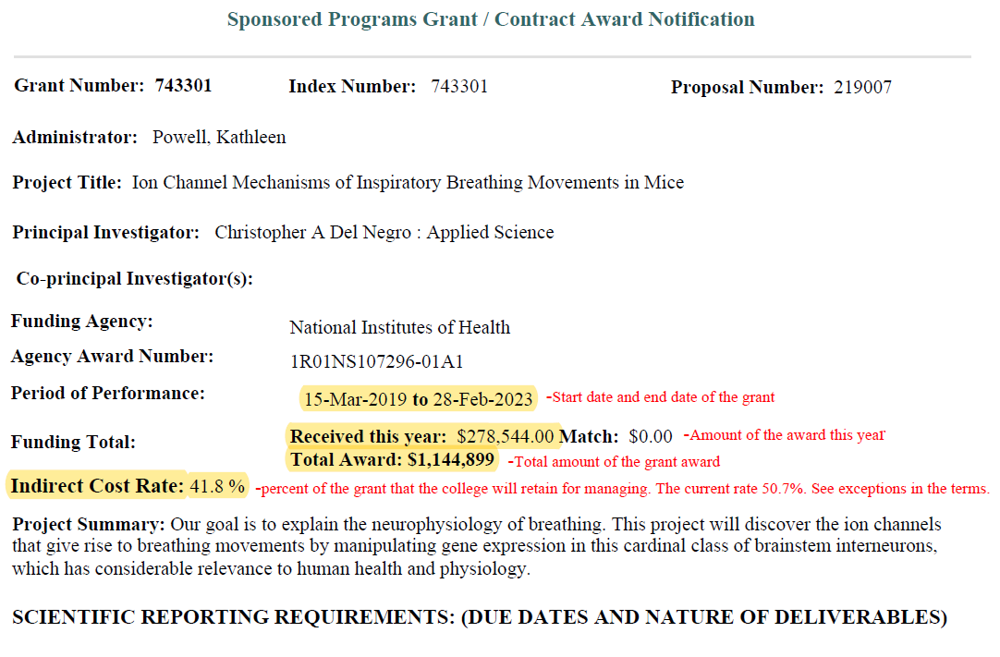 Sponsored Programs Grant / Contract Award Notification
Grant Number: 743301 Index Number: 743301 Proposal Number: 219007
Administrator: Powell, Kathleen
Project Title: Ion Channel Mechanisms of Inspiratory Breathing Movements in Mice
Principal Investigator: Christopher A Del Negro : Applied Science
Co-principal Investigator(s):
Funding Agency: National Institutes of Health
Agency Award Number: 1R01NS107296-01A1
Period of Performance: 15-Mar-2019 to 28-Feb-2023 -Start date and end date of the grant
Funding Total: Received this year: $278,544.00 Match: $0.00 -Amount of the award this year
Total Award: $1,144,899 -Total amount of the grant award
Indirect Cost Rate: 41.8 % -percent of the grant that the college will retain for managing. The current rate 50.7%. See exceptions in the terms.
Project Summary: Our goal is to explain the neurophysiology of breathing. This project will discover the ion channels
that give rise to breathing movements by manipulating gene expression in this cardinal class of brainstem interneurons,
which has considerable relevance to human health and physiology.
SCIENTIFIC REPORTING REQUIREMENTS: (DUE DATES AND NATURE OF DELIVERABLES)